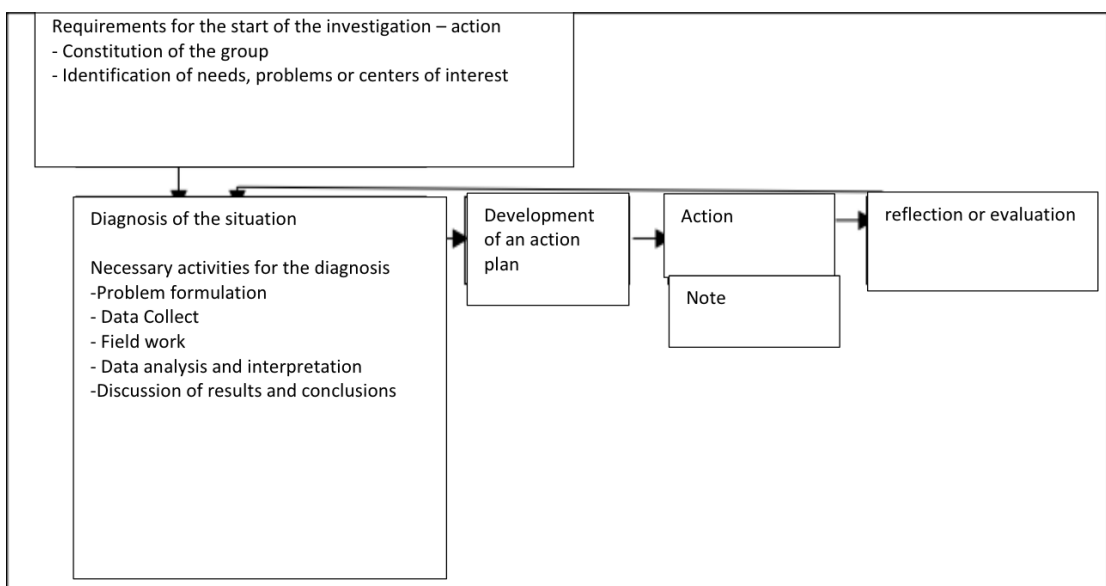 Requirements for the start of the investigation – action
- Constitution of the group
- Identification of needs, problems or centers of interest
Diagnosis of the situation
Necessary activities for the diagnosis
-Problem formulation
- Data Collect
- Field work
- Data analysis and interpretation
-Discussion of results and conclusions
Development
of an action
plan
Action
Note
reflection or evaluation